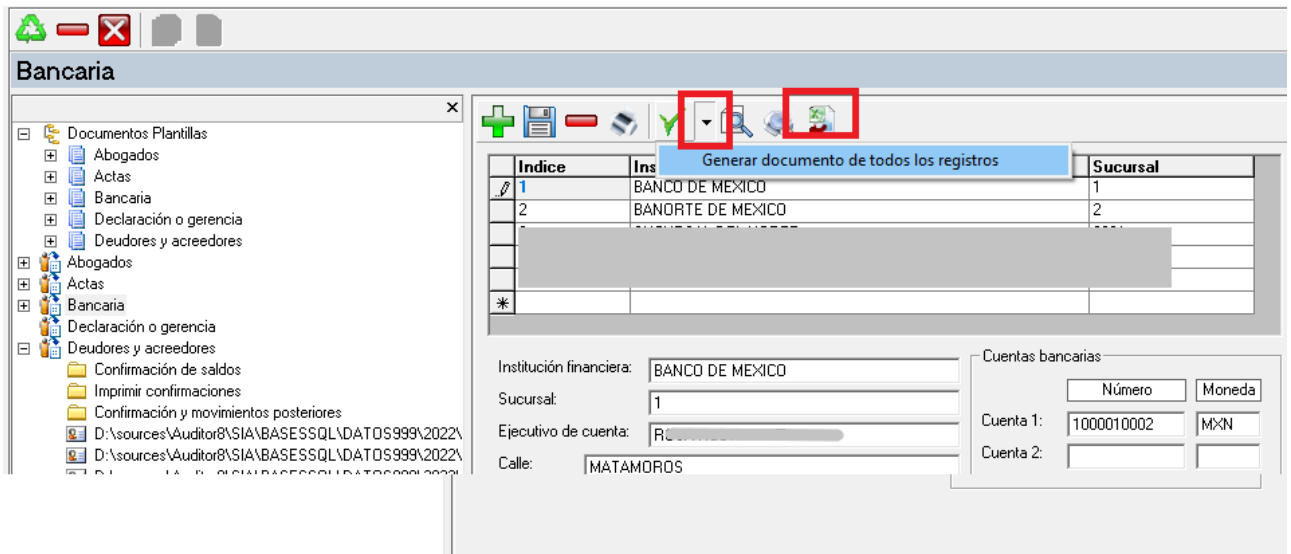 Bancaria
Documentos Plantillas
Abogados
Actas
Bancaria
Declaración o gerencia
Deudores y acreedores
Abogados
Actas
Bancaria
Declaración o gerencia
Deudores y acreedores
Confirmación de saldos
Imprimir confirmaciones
Confirmación y movimientos posteriores
D:\sources\Auditor8\SIA\BASESSQL\DATOS999\2022\
D:\sources\Auditor8\SIA\BASESSQL\DATOS999\2022\
Generar documento de todos los registros
Indice Sucursal
1 BANCO DE MEXICO 1
2 BANORTE DE MEXICO 2
Institución financiera: BANCO DE MEXICO
Sucursal: 1
Ejecutivo de cuenta:
Calle: MATAMOROS
Cuentas bancarias
Número Moneda
Cuenta 1: 1000010002 MXN
Cuenta 2: